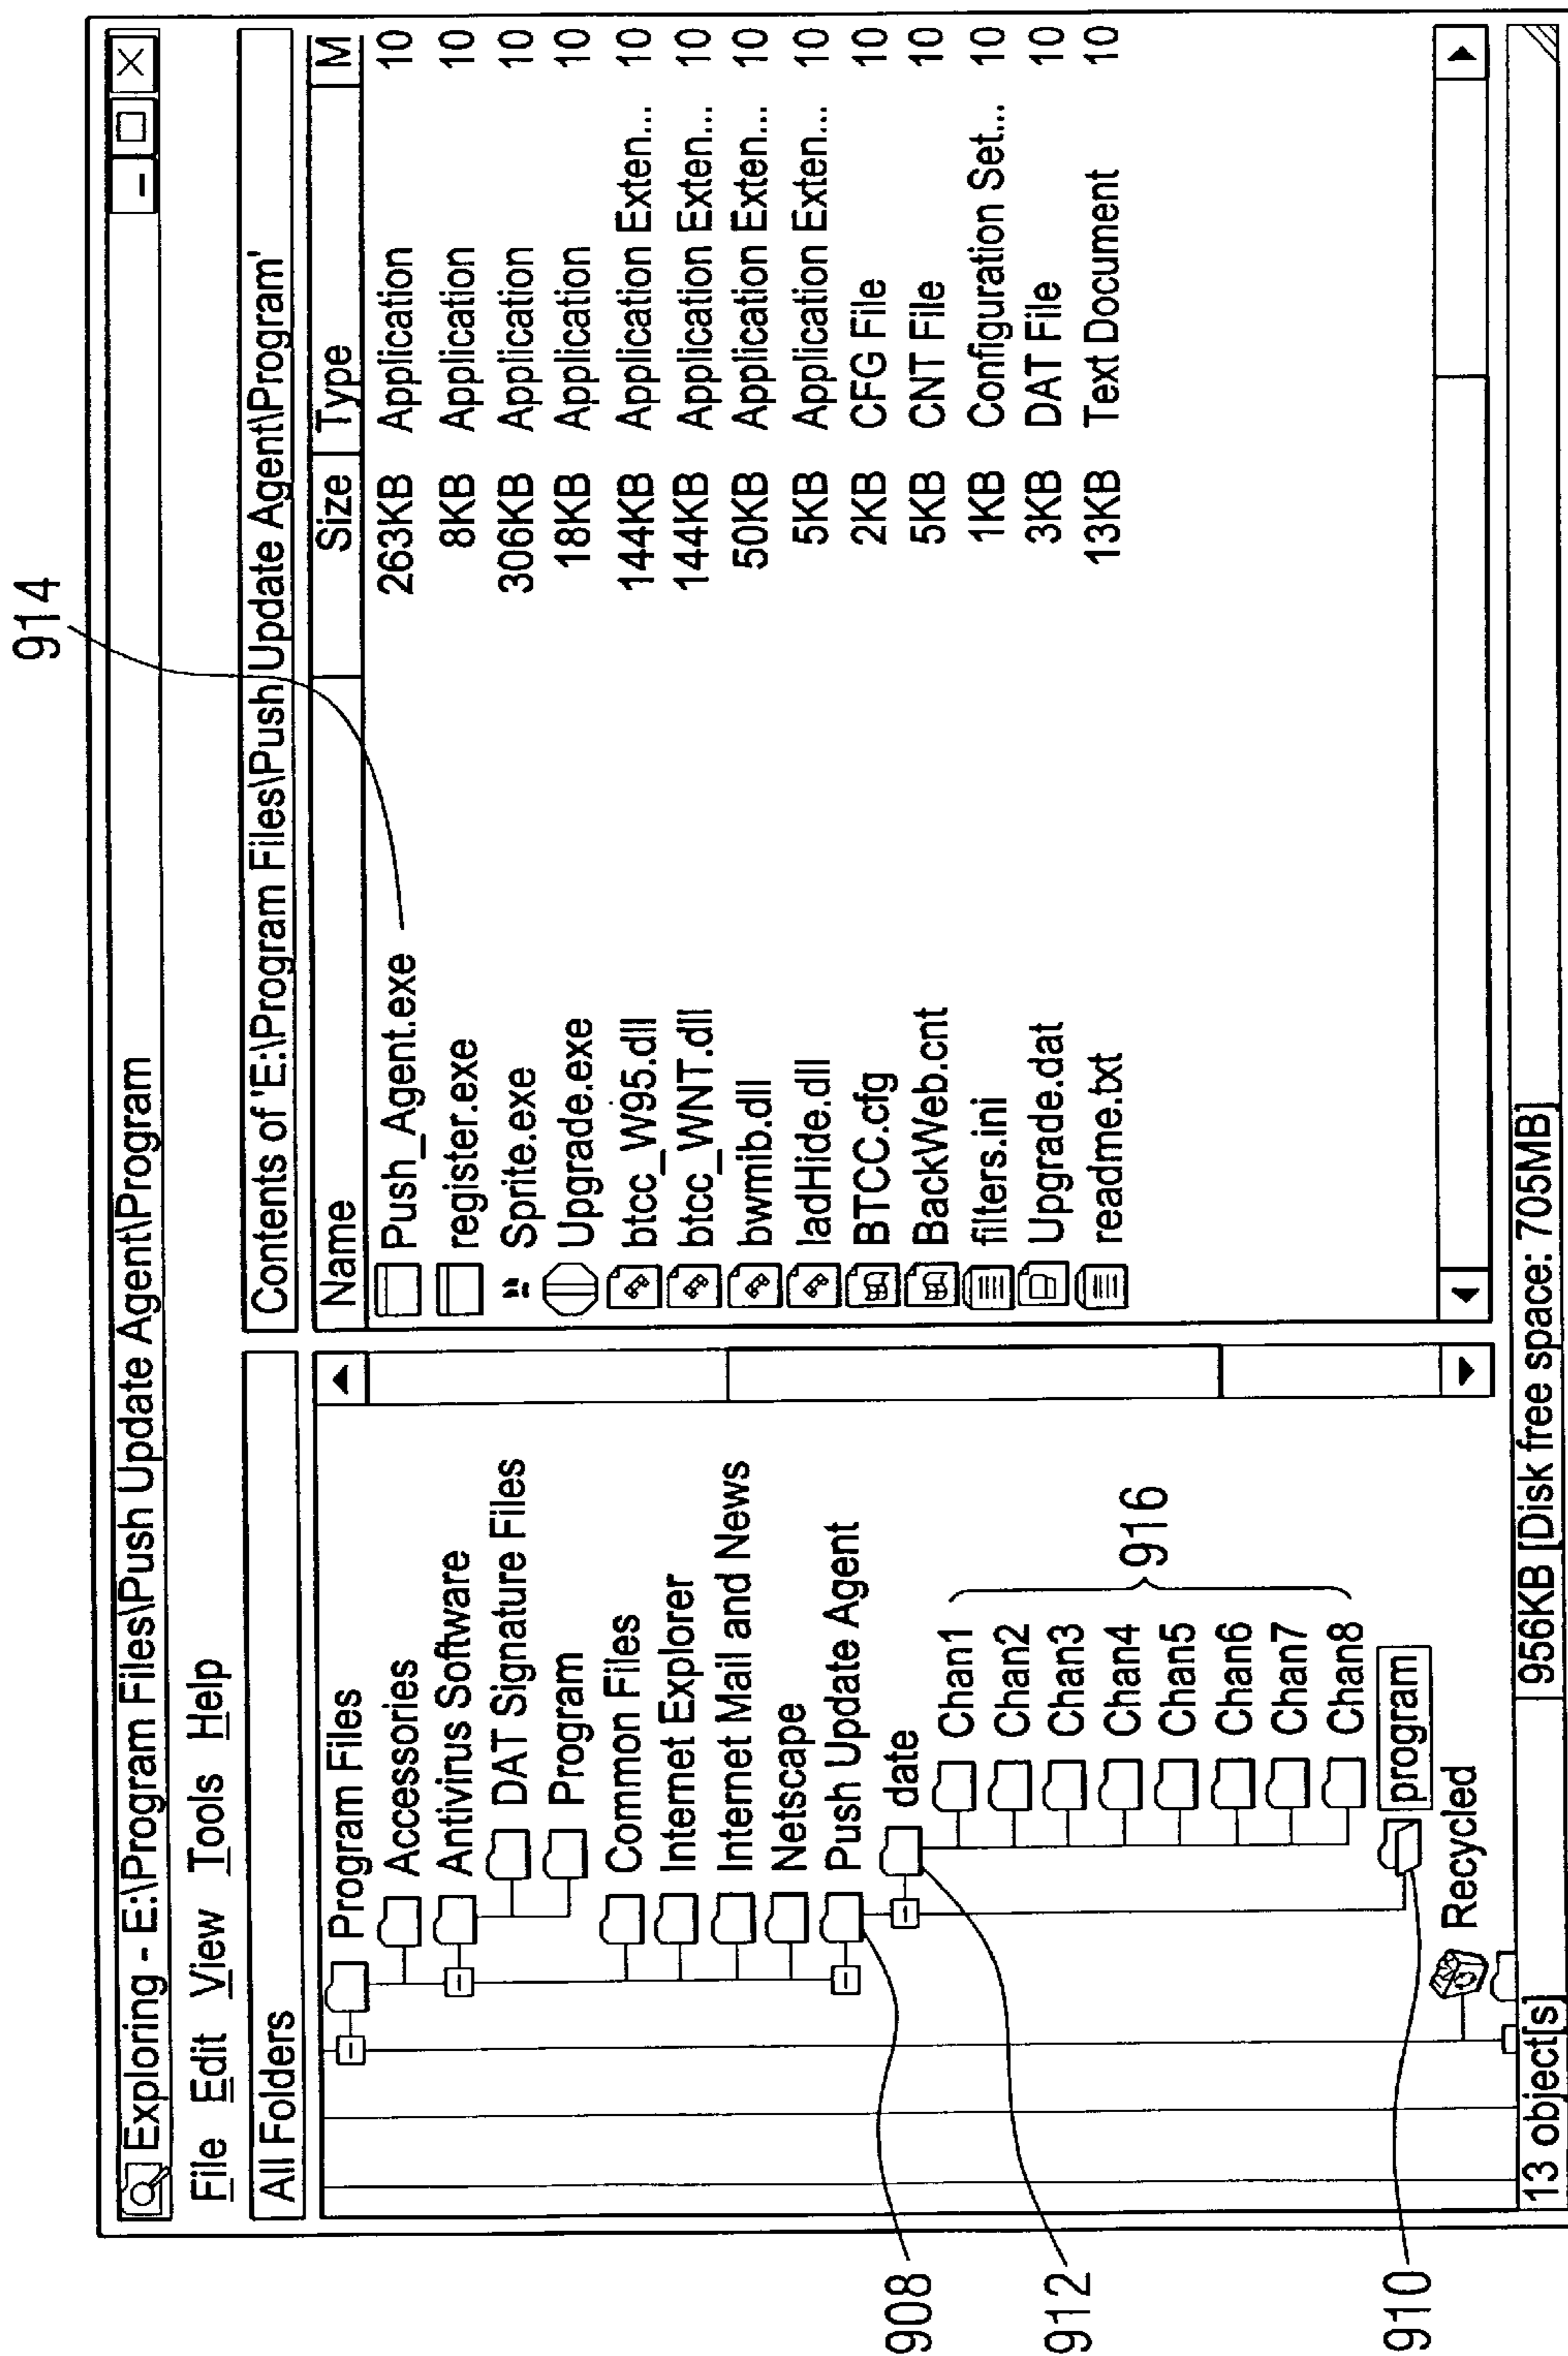 914
Exploring - E:\Program Files\Push Update Agent\Program
File Edit View Tools Help
All Folders
Contents of 'E:\Program Files\Push Update Agent\Program'
Program Files
Accessories
Antivirus Software
DAT Signature Files
Program
Common Files
Internet Explorer
Internet Mail and News
Netscape
Push Update Agent
date
Chan1
Chan2
Chan3
Chan4
Chan5
Chan6
Chan7
Chan8
program
Recycled
916
908
912
910
Name Size Type M
Push_Agent.exe 263KB Application 10
register.exe 8KB Application 10
Sprite.exe 306KB Application 10
Upgrade.exe 18KB Application 10
btcc_W95.dll 144KB Application Exten... 10
btcc_WNT.dll 144KB Application Exten... 10
bwmib.dll 50KB Application Exten... 10
IadHide.dll 5KB Application Exten... 10
BTCC.cfg 2KB CFG File 10
BackWeb.cnt 5KB CNT File 10
filters.ini 1KB Configuration Set... 10
Upgrade.dat 3KB DAT File 10
readme.txt 13KB Text Document 10
13 object[s] 956KB [Disk free space: 705MB]